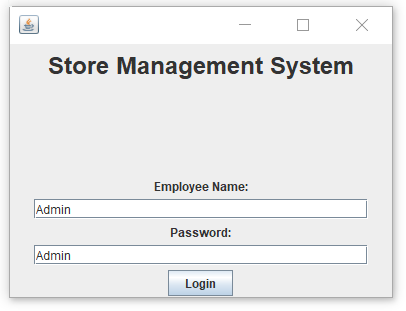 Store Management System
Employee Name:
Admin
Password:
Admin
Login